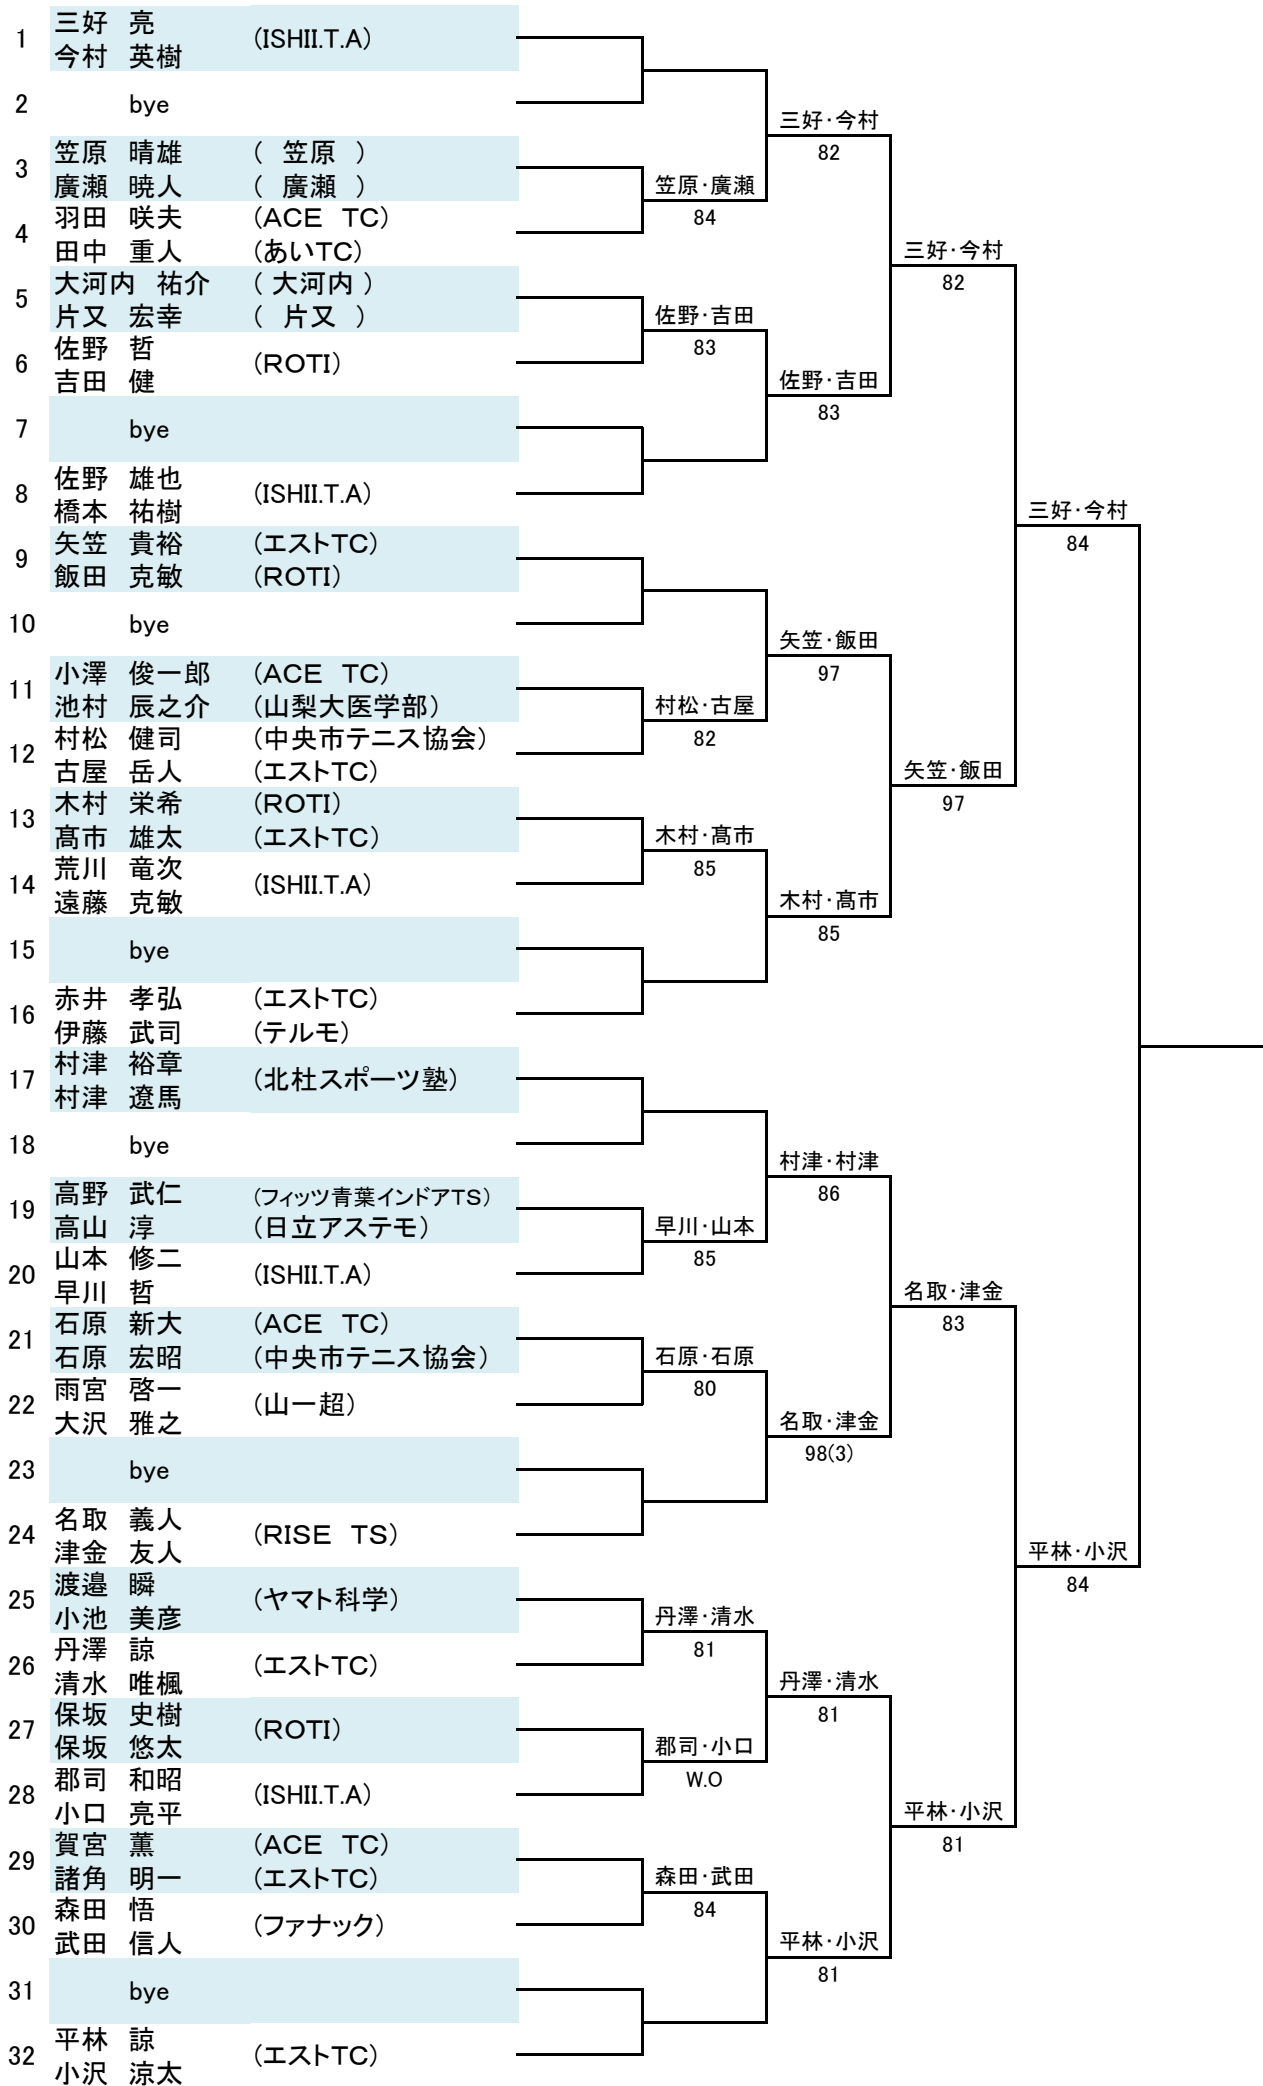 1 三好 亮 (ISHII.T.A)
今村 英樹
2 bye
3 笠原 晴雄 ( 笠原 )
廣瀬 暁人 ( 廣瀬 )
4 羽田 咲夫 (ACE TC)
田中 重人 (あいTC)
5 大河内 祐介 ( 大河内 )
片又 宏幸 ( 片又 )
6 佐野 哲 (ROTI)
吉田 健
7 bye
8 佐野 雄也 (ISHII.T.A)
橋本 祐樹
9 矢笠 貴裕 (エストTC)
飯田 克敏 (ROTI)
10 bye
11 小澤 俊一郎 (ACE TC)
池村 辰之介 (山梨大医学部)
12 村松 健司 (中央市テニス協会)
古屋 岳人 (エストTC)
13 木村 栄希 (ROTI)
髙市 雄太 (エストTC)
14 荒川 竜次 (ISHII.T.A)
遠藤 克敏
15 bye
16 赤井 孝弘 (エストTC)
伊藤 武司 (テルモ)
17 村津 裕章 (北杜スポーツ塾)
村津 遼馬
18 bye
19 高野 武仁 (フィッツ青葉インドアTS)
高山 淳 (日立アステモ)
20 山本 修二 (ISHII.T.A)
早川 哲
21 石原 新大 (ACE TC)
石原 宏昭 (中央市テニス協会)
22 雨宮 啓一 (山一超)
大沢 雅之
23 bye
24 名取 義人 (RISE TS)
津金 友人
25 渡邉 瞬 (ヤマト科学)
小池 美彦
26 丹澤 諒 (エストTC)
清水 唯楓
27 保坂 史樹 (ROTI)
保坂 悠太
28 郡司 和昭 (ISHII.T.A)
小口 亮平
29 賀宮 薫 (ACE TC)
諸角 明一 (エストTC)
30 森田 悟 (ファナック)
武田 信人
31 bye
32 平林 諒 (エストTC)
小沢 涼太
笠原･廣瀬
84
佐野･吉田
83
村松･古屋
82
木村･髙市
85
早川･山本
85
石原･石原
80
丹澤･清水
81
郡司･小口
W.O
森田･武田
84
三好･今村
82
佐野･吉田
83
矢笠･飯田
97
木村･髙市
85
村津･村津
86
名取･津金
98(3)
丹澤･清水
81
平林･小沢
81
三好･今村
82
矢笠･飯田
97
名取･津金
83
平林･小沢
81
三好･今村
84
平林･小沢
84